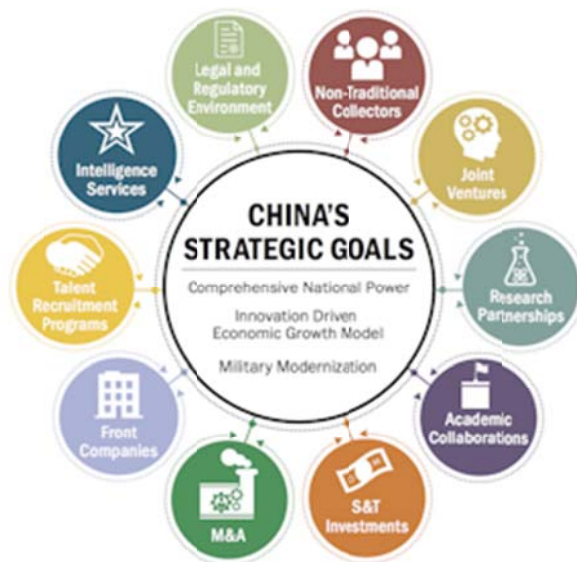 CHINA'S
STRATEGIC GOALS
Comprehensive National Power
Innovation Driven
Economic Growth Model
Military Modernization
Non-Traditional
Collectors
Joint
Ventures
Research
Partnerships
Academic
Collaborations
S&T
Investments
M&A
Front
Companies
Talent
Recruitment
Programs
Intelligence
Services
Legal and
Regulatory
Environment